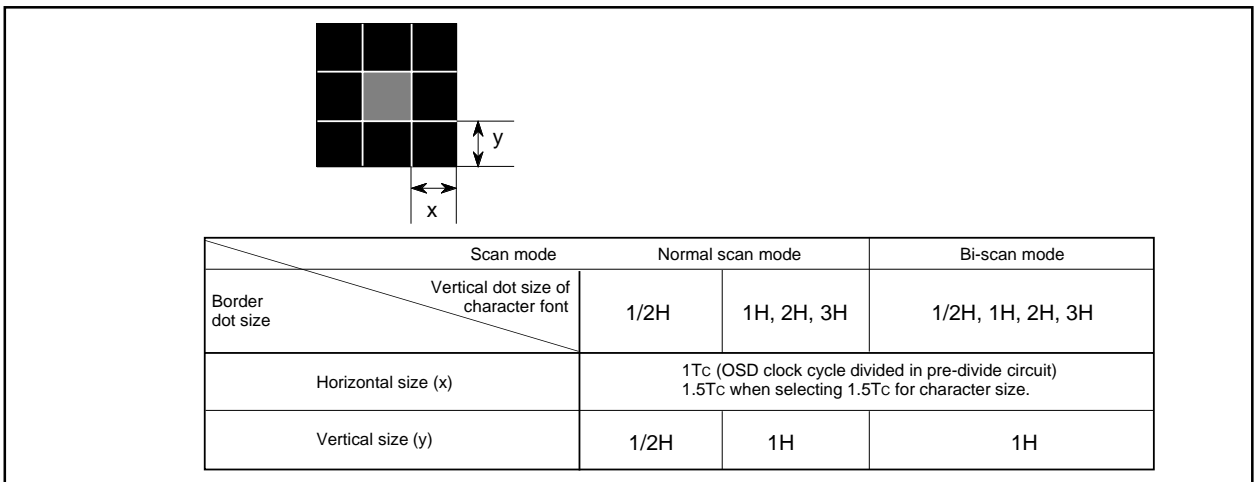 y
x
Scan mode Normal scan mode Bi-scan mode
Vertical dot size of
character font
Border
dot size
1/2H 1H, 2H, 3H 1/2H, 1H, 2H, 3H
Horizontal size (x)
1TC (OSD clock cycle divided in pre-divide circuit)
1.5TC when selecting 1.5TC for character size.
Vertical size (y) 1/2H 1H 1H